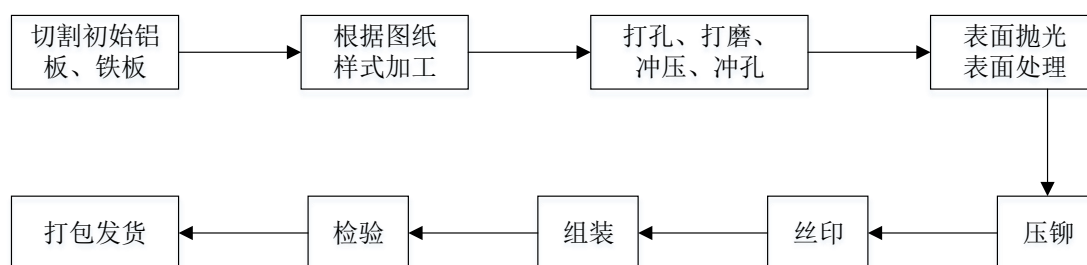 切割初始铝
板、铁板
根据图纸
样式加工
打孔、打磨、
冲压、冲孔
表面抛光
表面处理
压铆
丝印
组装
检验
打包发货